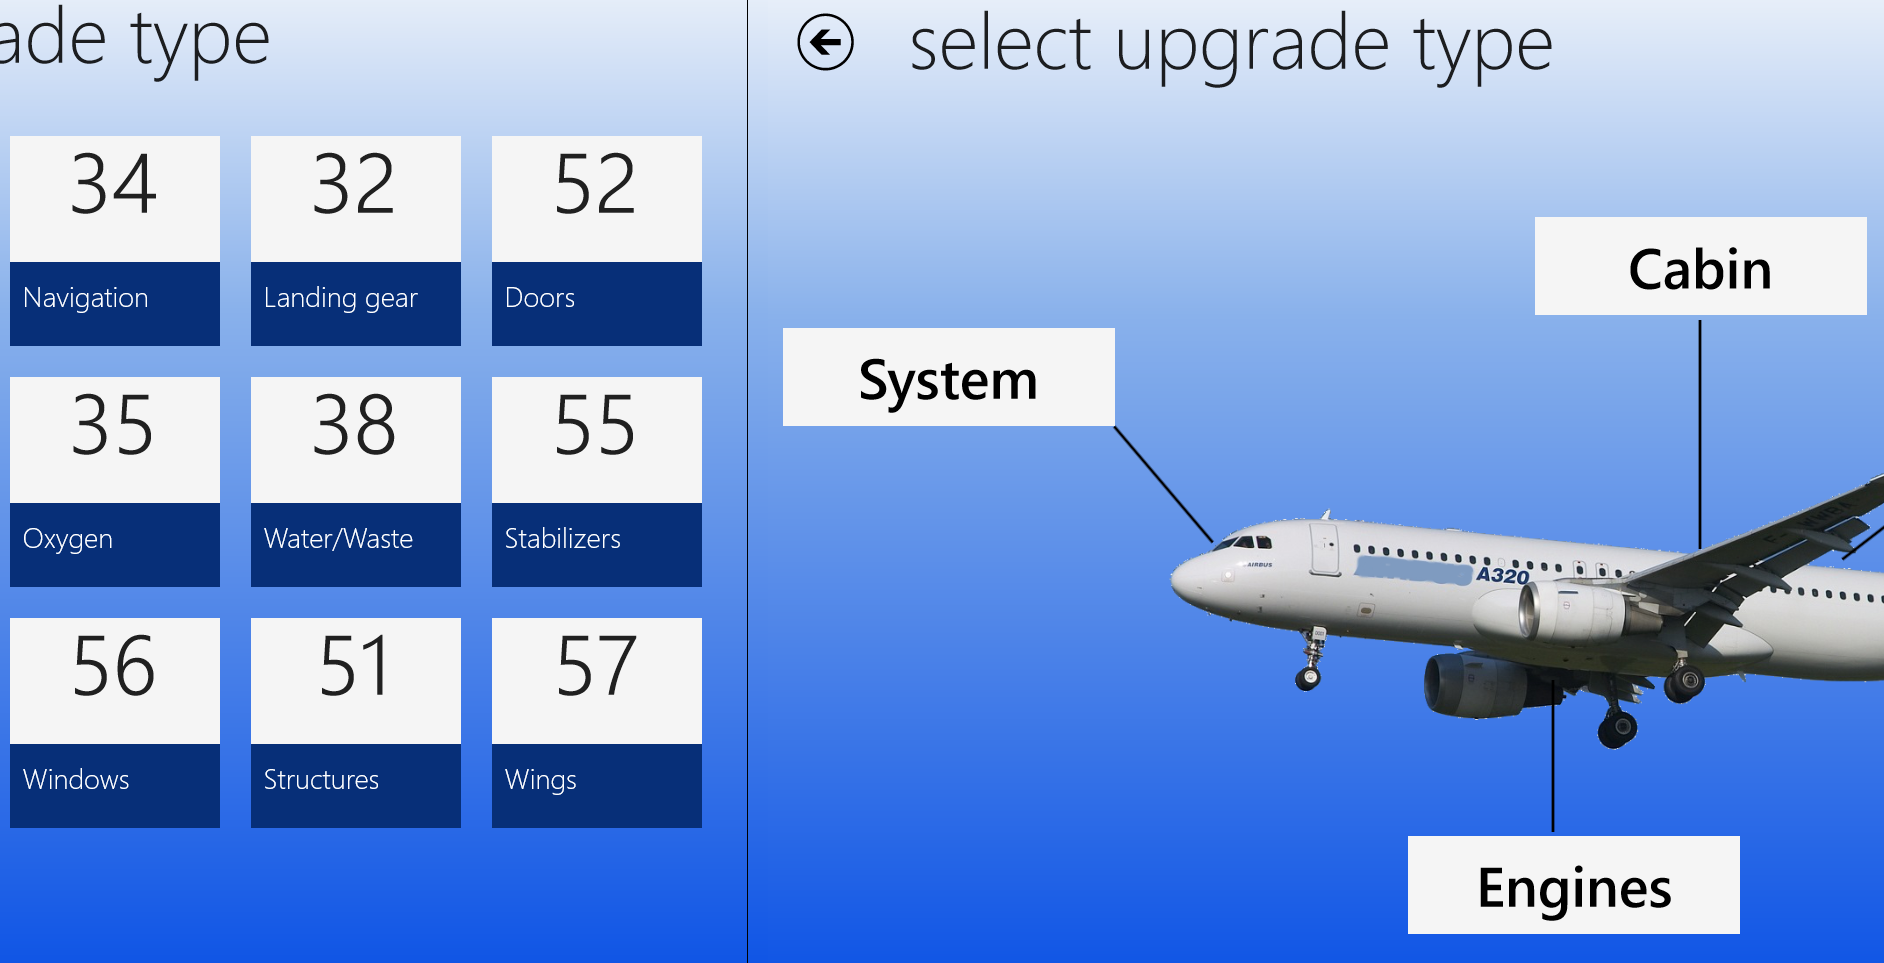 ade type
34
32
52
Navigation
Landing gear
Doors
35
38
55
Oxygen
Water/Waste
Stabilizers
56
51
57
Windows
Structures
Wings
select upgrade type
Cabin
System
AIRBUS
A320
Engines